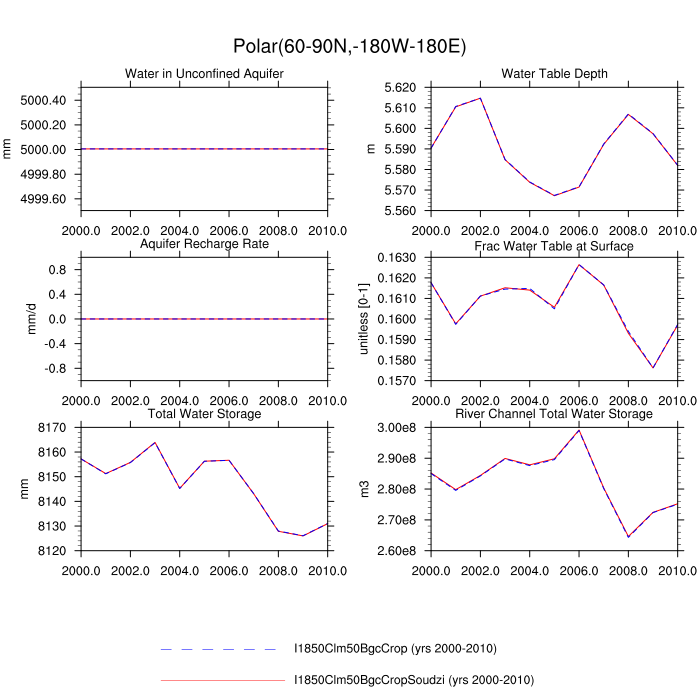 Polar(60-90N,-180W-180E)
Water in Unconfined Aquifer
5000.40
5000.20
5000.00
4999.80
4999.60
mm
2000.0 2002.0 2004.0 2006.0 2008.0 2010.0
Water Table Depth
5.620
5.610
5.600
5.590
5.580
5.570
5.560
m
2000.0 2002.0 2004.0 2006.0 2008.0 2010.0
Aquifer Recharge Rate
0.8
0.4
0.0
-0.4
-0.8
mm/d
2000.0 2002.0 2004.0 2006.0 2008.0 2010.0
Frac Water Table at Surface
0.1630
0.1620
0.1610
0.1600
0.1590
0.1580
0.1570
unitless [0-1]
2000.0 2002.0 2004.0 2006.0 2008.0 2010.0
Total Water Storage
8170
8160
8150
8140
8130
8120
mm
2000.0 2002.0 2004.0 2006.0 2008.0 2010.0
River Channel Total Water Storage
3.00e8
2.90e8
2.80e8
2.70e8
2.60e8
m3
2000.0 2002.0 2004.0 2006.0 2008.0 2010.0
I1850Clm50BgcCrop (yrs 2000-2010)
I1850Clm50BgcCropSoudzi (yrs 2000-2010)